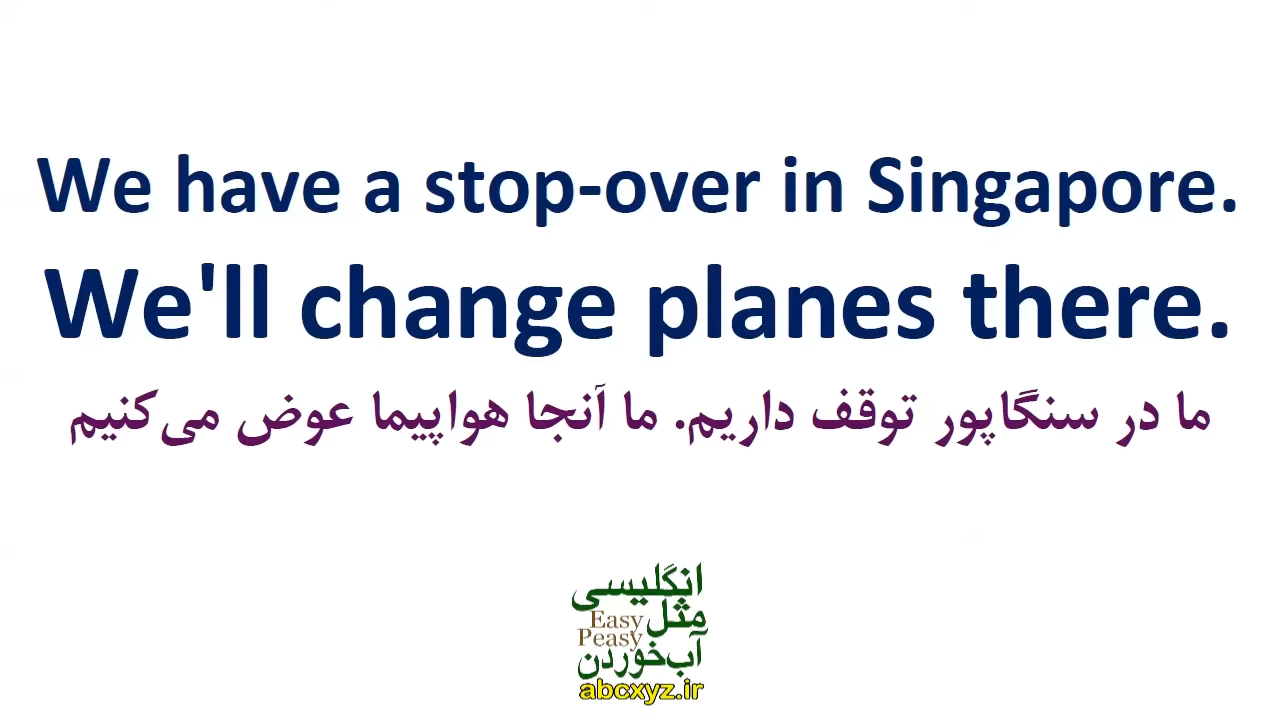 We have a stop-over in Singapore.
We'll change planes there.
ما در سنگاپور توقف داریم. ما آنجا هواپیما عوض می‌کنیم
انگلیسی
مثل
Easy
Peasy
آب‌خوردن
abcxyz.ir